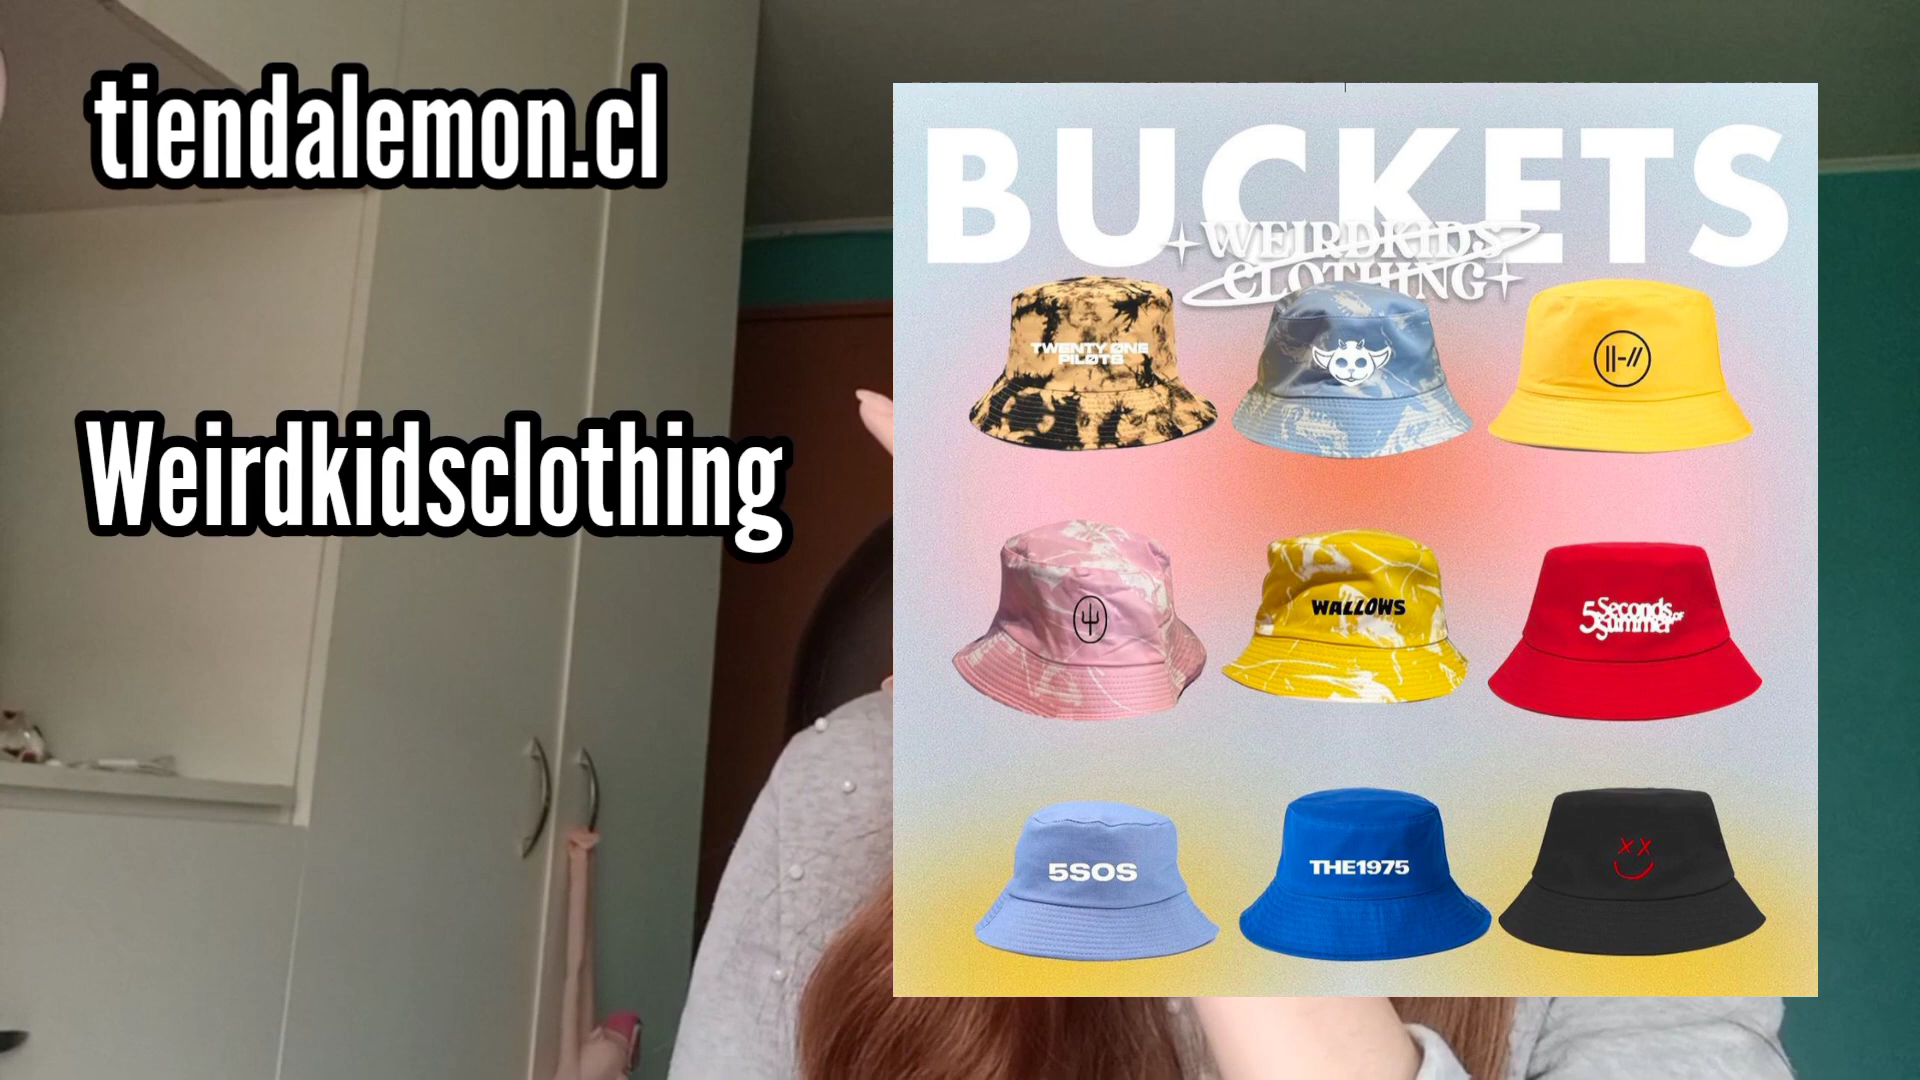 tiendalemon.cl
Weirdkidsclothing
BUCKETS
WEIRDKIDS
CLOTHING
TWENTY ØNE
PILØTS
WALLOWS
5 Seconds OF
Summer
5SOS
THE1975